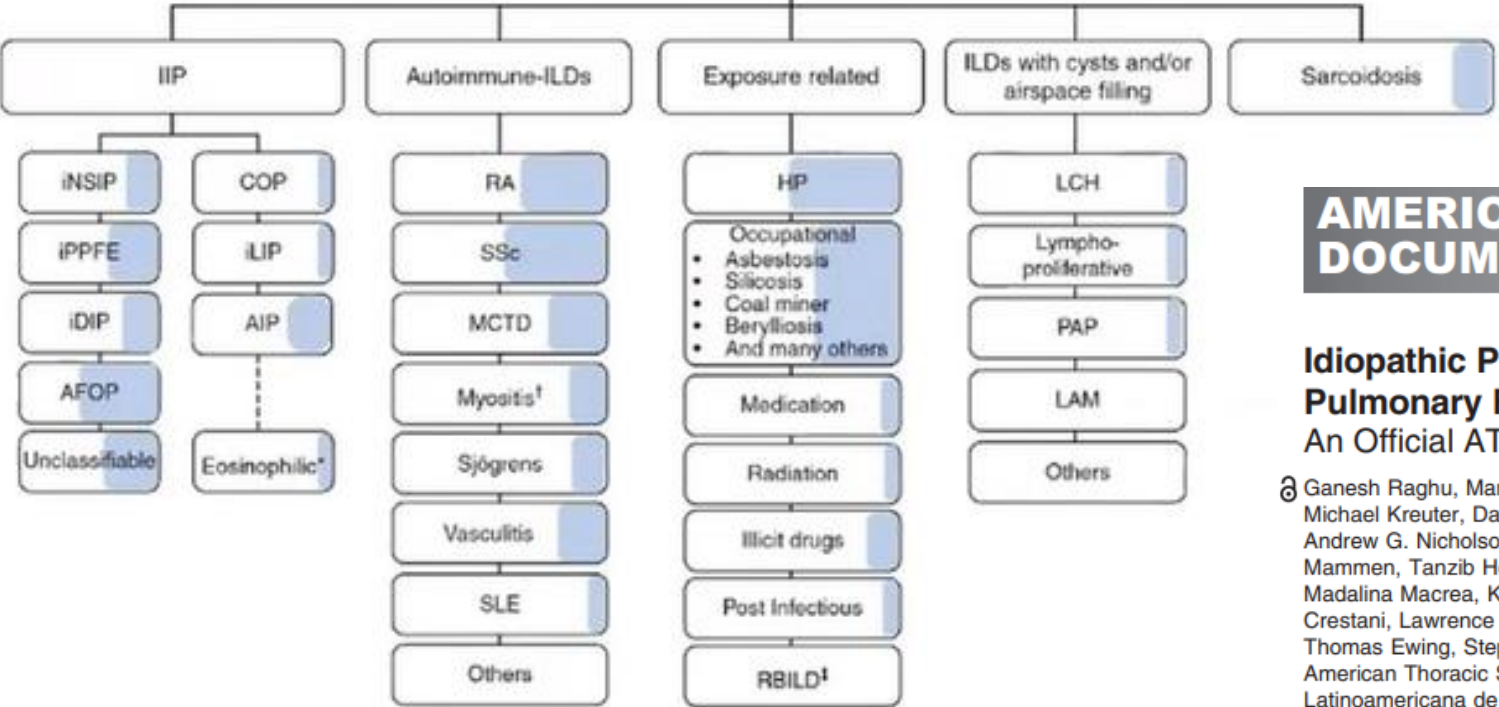 IIP
Autoimmune-ILDs
Exposure related
ILDs with cysts and/or
airspace filling
Sarcoidosis
iNSIP
iPPFE
iDIP
AFOP
Unclassifiable
COP
iLIP
AIP
Eosinophilic*
RA
SSc
MCTD
Myositis†
Sjögrens
Vasculitis
SLE
Others
HP
Occupational
• Asbestosis
• Silicosis
• Coal miner
• Berylliosis
• And many others
Medication
Radiation
Illicit drugs
Post Infectious
RBILD‡
LCH
Lympho-
proliferative
PAP
LAM
Others
AMERIC
DOCUM
Idiopathic P
Pulmonary
An Official AT
Ganesh Raghu, Mar
Michael Kreuter, Da
Andrew G. Nicholso
Mammen, Tanzib H
Madalina Macrea, K
Crestani, Lawrence
Thomas Ewing, Step
American Thoracic S
Latinoamericana de